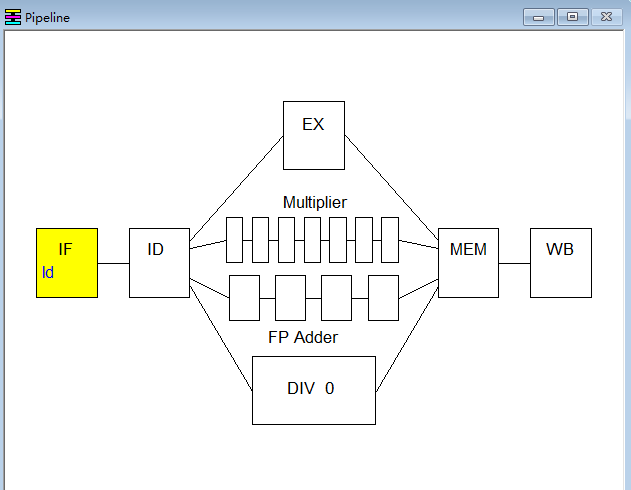 Pipeline
EX
Multiplier
IF
ld
ID
MEM
WB
FP Adder
DIV 0